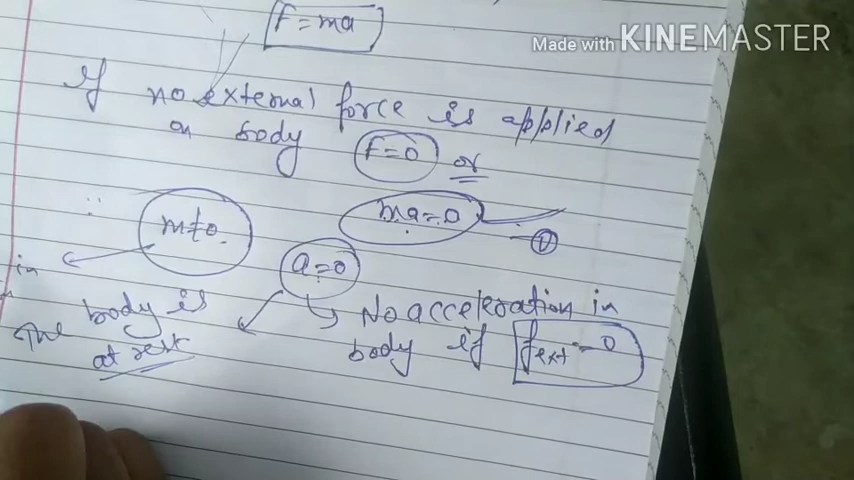 F = ma
Made with KINEMASTER
If no external force is applied
on body F=0 or
∵ m≠0. ma=0 ①
in a=0
The body is No acceleration in
at rest body if fext=0